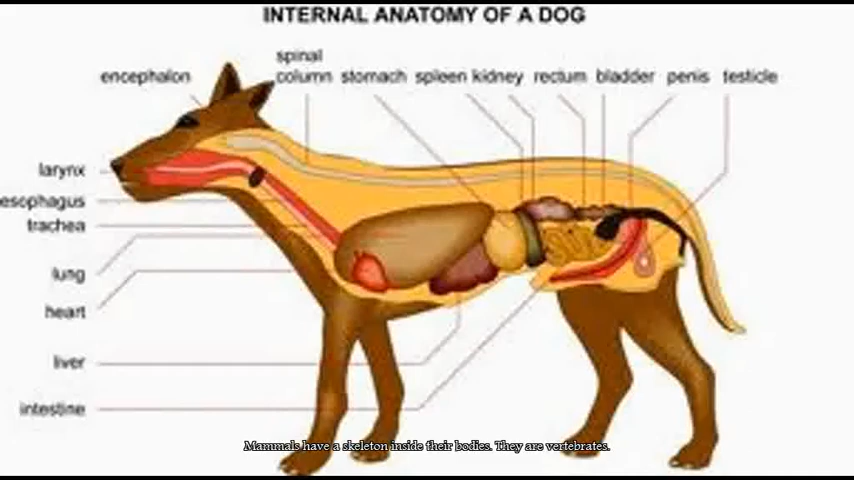 INTERNAL ANATOMY OF A DOG
spinal
encephalon column stomach spleen kidney rectum bladder penis testicle
larynx
esophagus
trachea
lung
heart
liver
intestine
Mammals have a skeleton inside their bodies. They are vertebrates.